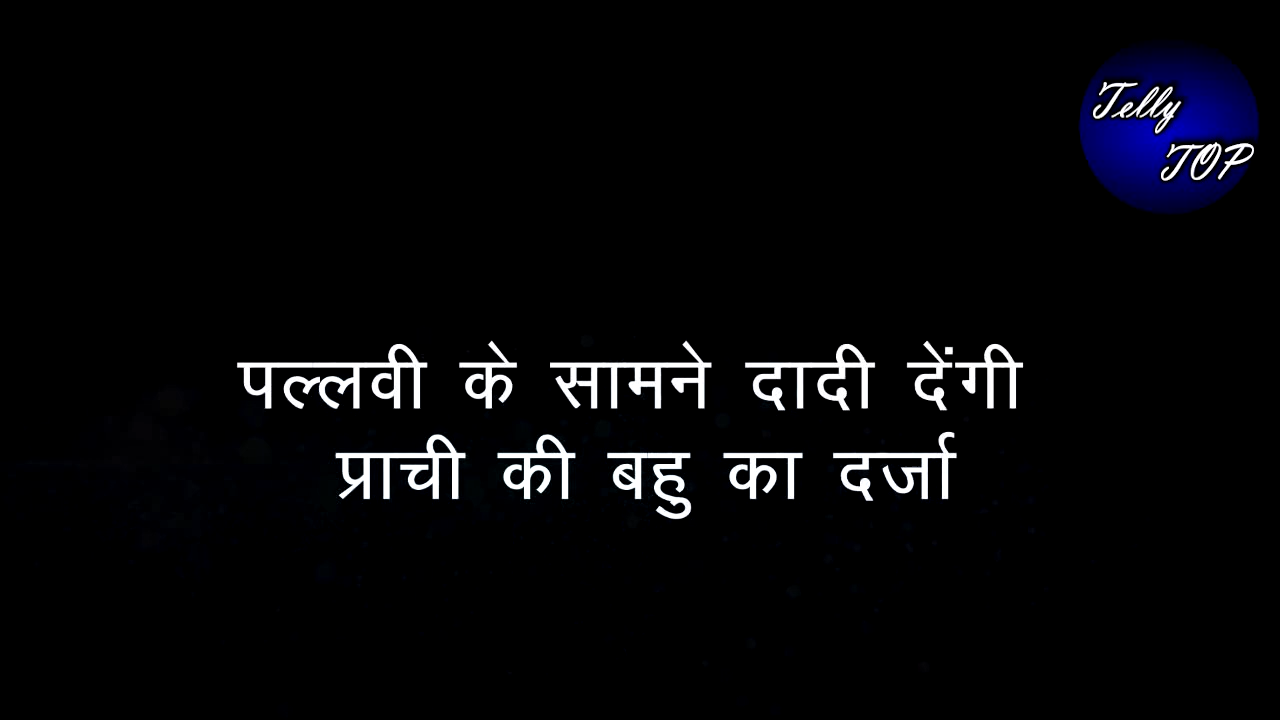 Telly
TOP
पल्लवी के सामने दादी देंगी
प्राची की बहु का दर्जा